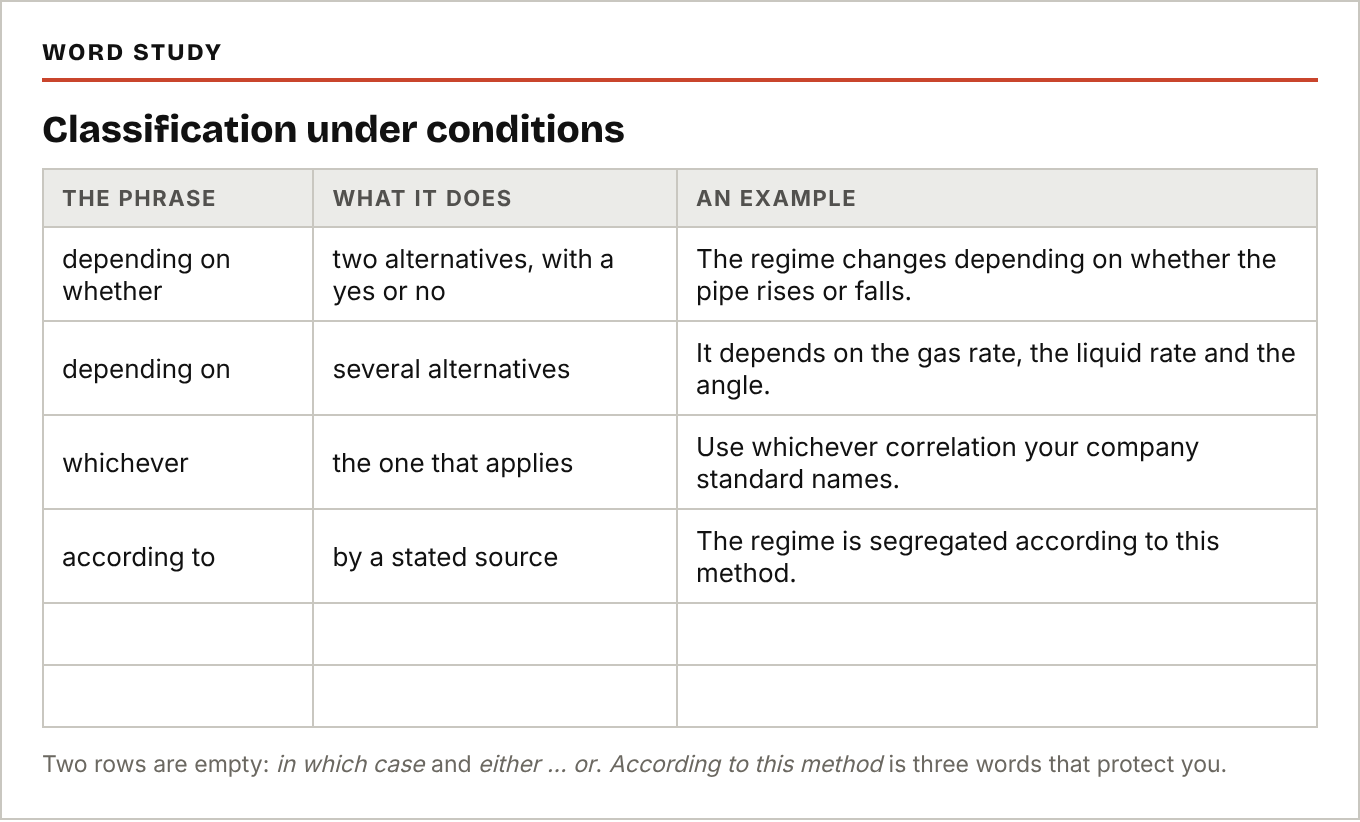 WORD STUDY
Classification under conditions
THE PHRASE
WHAT IT DOES
AN EXAMPLE
depending on
whether
two alternatives, with a
yes or no
The regime changes depending on whether the
pipe rises or falls.
depending on
several alternatives
It depends on the gas rate, the liquid rate and the
angle.
whichever
the one that applies
Use whichever correlation your company
standard names.
according to
by a stated source
The regime is segregated according to this
method.
Two rows are empty: in which case and either … or. According to this method is three words that protect you.